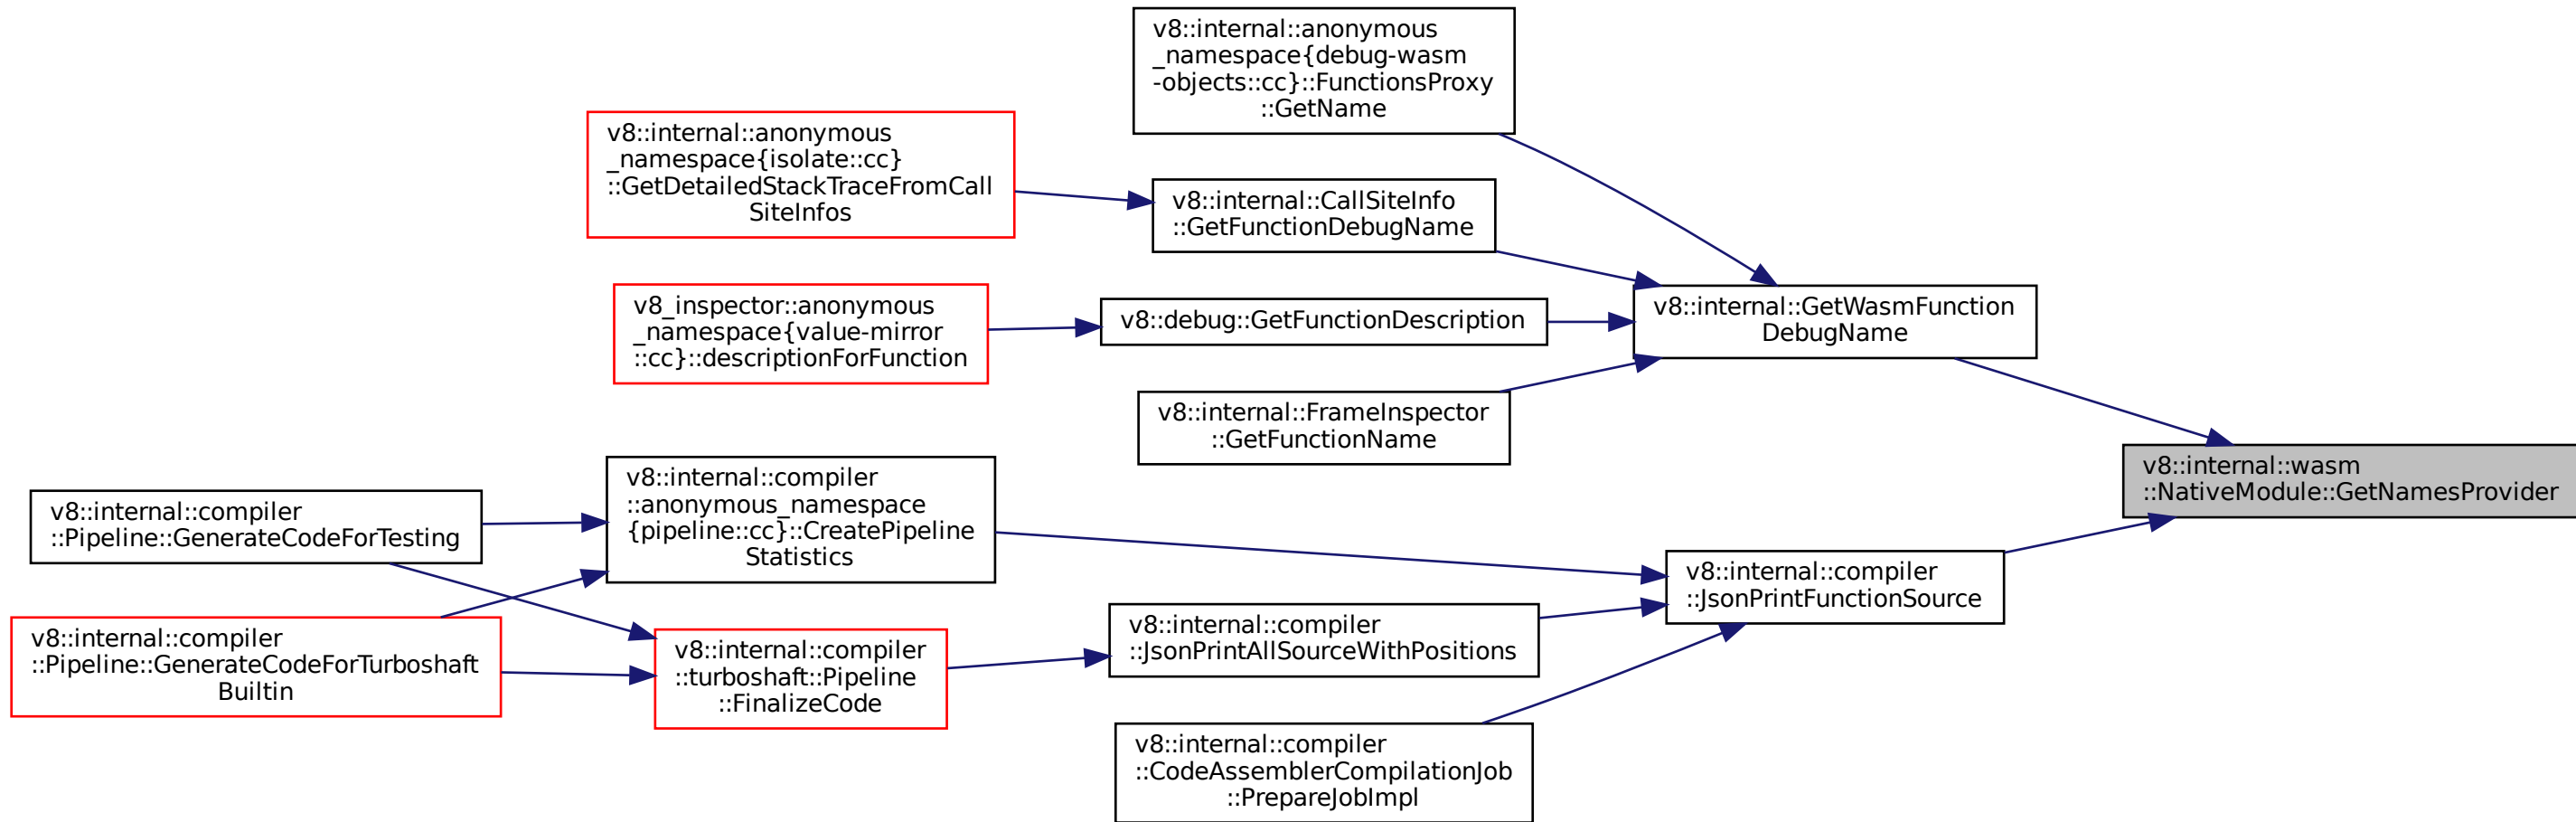 v8::internal::anonymous
_namespace{debug-wasm
-objects::cc}::FunctionsProxy
::GetName
v8::internal::anonymous
_namespace{isolate::cc}
::GetDetailedStackTraceFromCall
SiteInfos
v8::internal::CallSiteInfo
::GetFunctionDebugName
v8_inspector::anonymous
_namespace{value-mirror
::cc}::descriptionForFunction
v8::debug::GetFunctionDescription
v8::internal::GetWasmFunction
DebugName
v8::internal::FrameInspector
::GetFunctionName
v8::internal::wasm
::NativeModule::GetNamesProvider
v8::internal::compiler
::anonymous_namespace
{pipeline::cc}::CreatePipeline
Statistics
v8::internal::compiler
::Pipeline::GenerateCodeForTesting
v8::internal::compiler
::JsonPrintFunctionSource
v8::internal::compiler
::Pipeline::GenerateCodeForTurboshaft
Builtin
v8::internal::compiler
::turboshaft::Pipeline
::FinalizeCode
v8::internal::compiler
::JsonPrintAllSourceWithPositions
v8::internal::compiler
::CodeAssemblerCompilationJob
::PrepareJobImpl